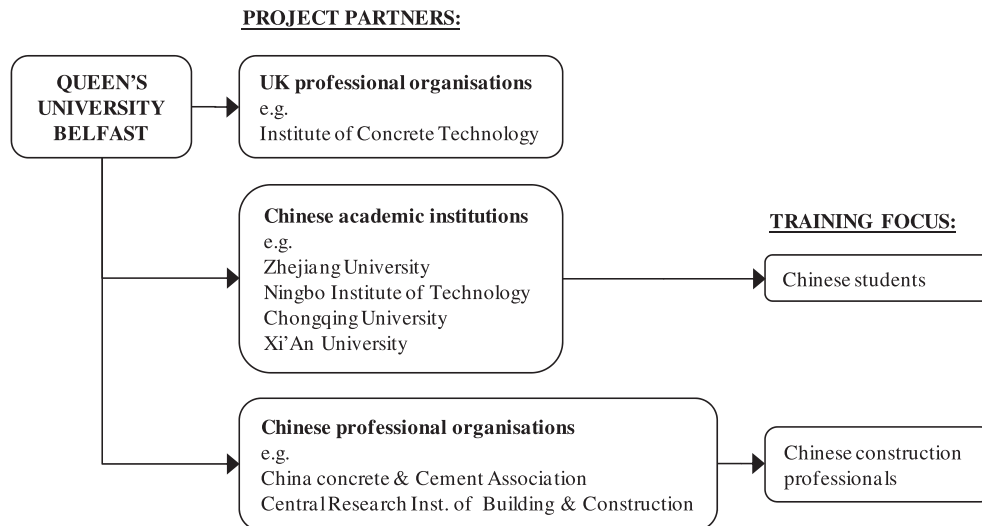 PROJECT PARTNERS:
QUEEN'S
UNIVERSITY
BELFAST
UK professional organisations
e.g.
Institute of Concrete Technology
Chinese academic institutions
e.g.
Zhejiang University
Ningbo Institute of Technology
Chongqing University
Xi'An University
TRAINING FOCUS:
Chinese students
Chinese professional organisations
e.g.
China concrete & Cement Association
Central Research Inst. of Building & Construction
Chinese construction
professionals